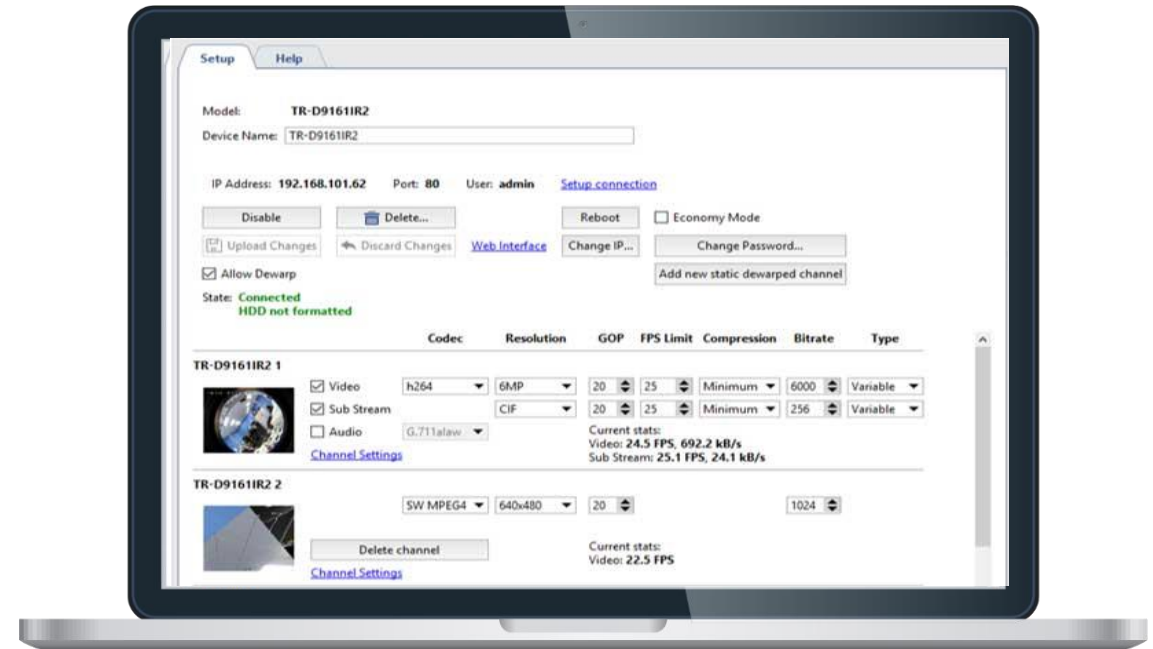 Setup Help
Model: TR-D9161IR2
Device Name: TR-D9161IR2
IP Address: 192.168.101.62 Port: 80 User: admin Setup connection
Disable Delete... Reboot Economy Mode
Upload Changes Discard Changes Web Interface Change IP... Change Password...
Allow Dewarp Add new static dewarped channel
State: Connected
HDD not formatted
Codec Resolution GOP FPS Limit Compression Bitrate Type
TR-D9161IR2 1
Video h264 6MP 20 25 Minimum 6000 Variable
Sub Stream CIF 20 25 Minimum 256 Variable
Audio G.711alaw Current stats:
Video: 24.5 FPS, 692.2 kB/s
Channel Settings Sub Stream: 25.1 FPS, 24.1 kB/s
TR-D9161IR2 2
SW MPEG4 640x480 20 1024
Delete channel Current stats:
Video: 22.5 FPS
Channel Settings